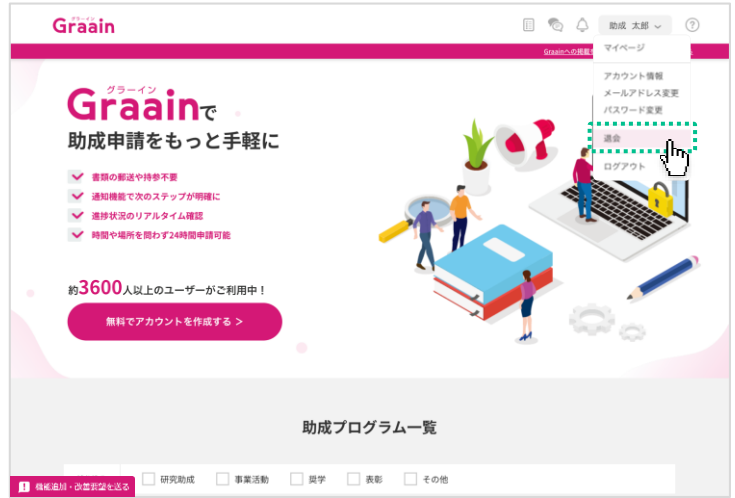 Graain
グラーイン
助成 太郎
マイページ
アカウント情報
メールアドレス変更
パスワード変更
退会
ログアウト
Graainへの掲載
グラーイン
Graainで
助成申請をもっと手軽に
書類の郵送や持参不要
通知機能で次のステップが明確に
進捗状況のリアルタイム確認
時間や場所を問わず24時間申請可能
約3600人以上のユーザーがご利用中！
無料でアカウントを作成する >
助成プログラム一覧
研究助成 事業活動 奨学 表彰 その他
機能追加・改善要望を送る